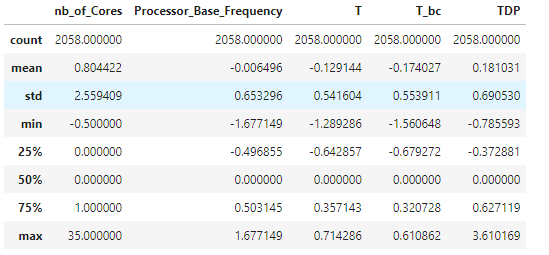 nb_of_Cores Processor_Base_Frequency T T_bc TDP
count 2058.000000 2058.000000 2058.000000 2058.000000 2058.000000
mean 0.804422 -0.006496 -0.129144 -0.174027 0.181031
std 2.559409 0.653296 0.541604 0.553911 0.690530
min -0.500000 -1.677149 -1.289286 -1.560648 -0.785593
25% 0.000000 -0.496855 -0.642857 -0.679272 -0.372881
50% 0.000000 0.000000 0.000000 0.000000 0.000000
75% 1.000000 0.503145 0.357143 0.320728 0.627119
max 35.000000 1.677149 0.714286 0.610862 3.610169